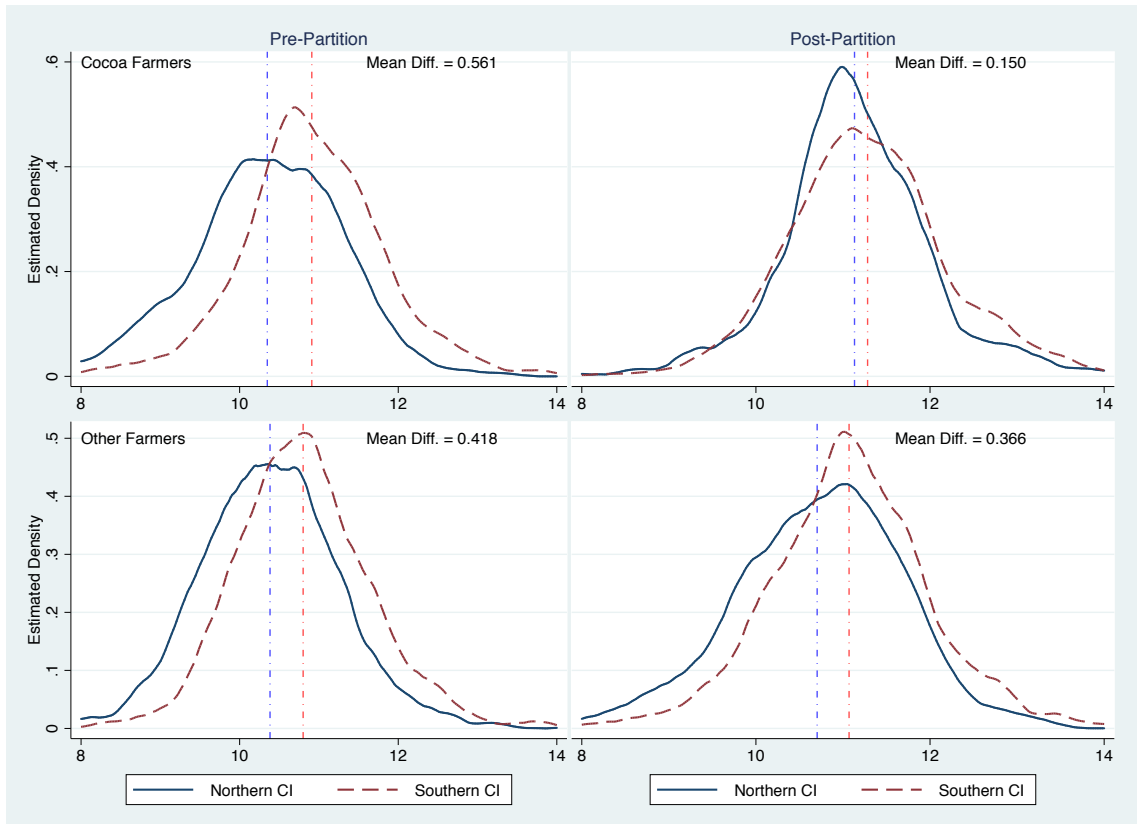 Pre-Partition
Post-Partition
Cocoa Farmers
Mean Diff. = 0.561
Mean Diff. = 0.150
Estimated Density
.6
.4
.2
0
8 10 12 14
8 10 12 14
Other Farmers
Mean Diff. = 0.418
Mean Diff. = 0.366
Estimated Density
.5
.4
.3
.2
.1
0
8 10 12 14
8 10 12 14
Northern CI Southern CI
Northern CI Southern CI